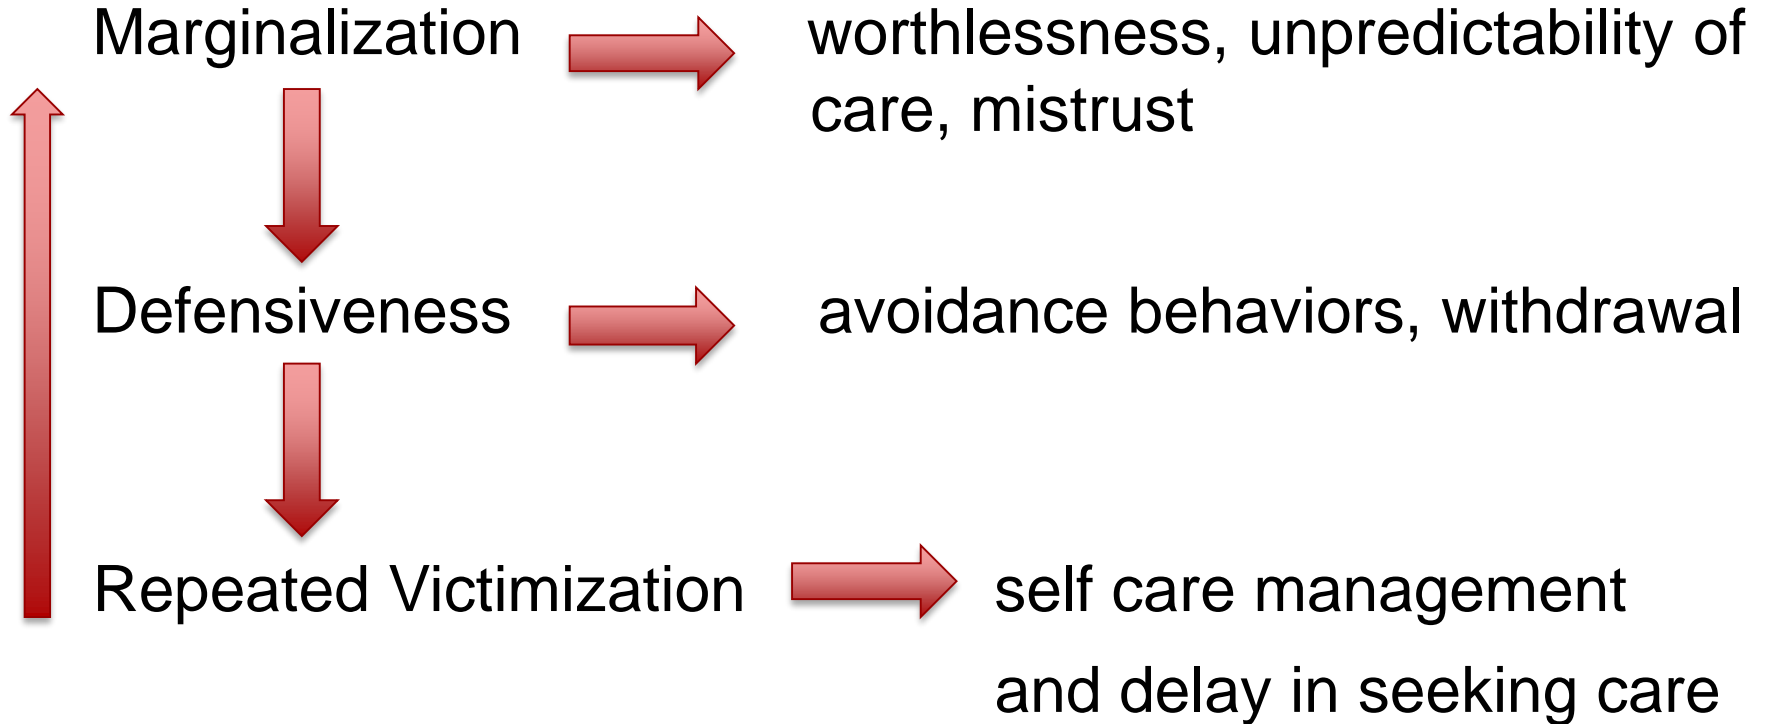 Marginalization worthlessness, unpredictability of
care, mistrust
Defensiveness avoidance behaviors, withdrawal
Repeated Victimization self care management
and delay in seeking care